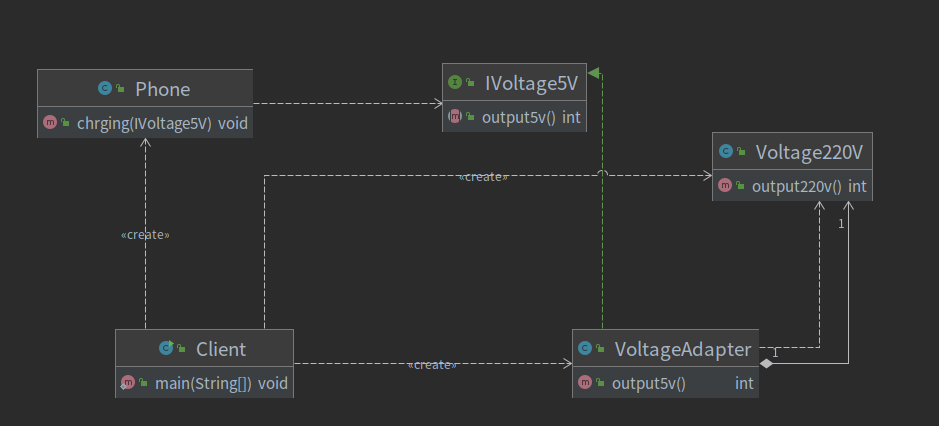 Phone
chrging(IVoltage5V) void
IVoltage5V
output5v() int
Voltage220V
output220v() int
«create»
1
«create»
Client
main(String[]) void
«create»
VoltageAdapter
output5v() int
1